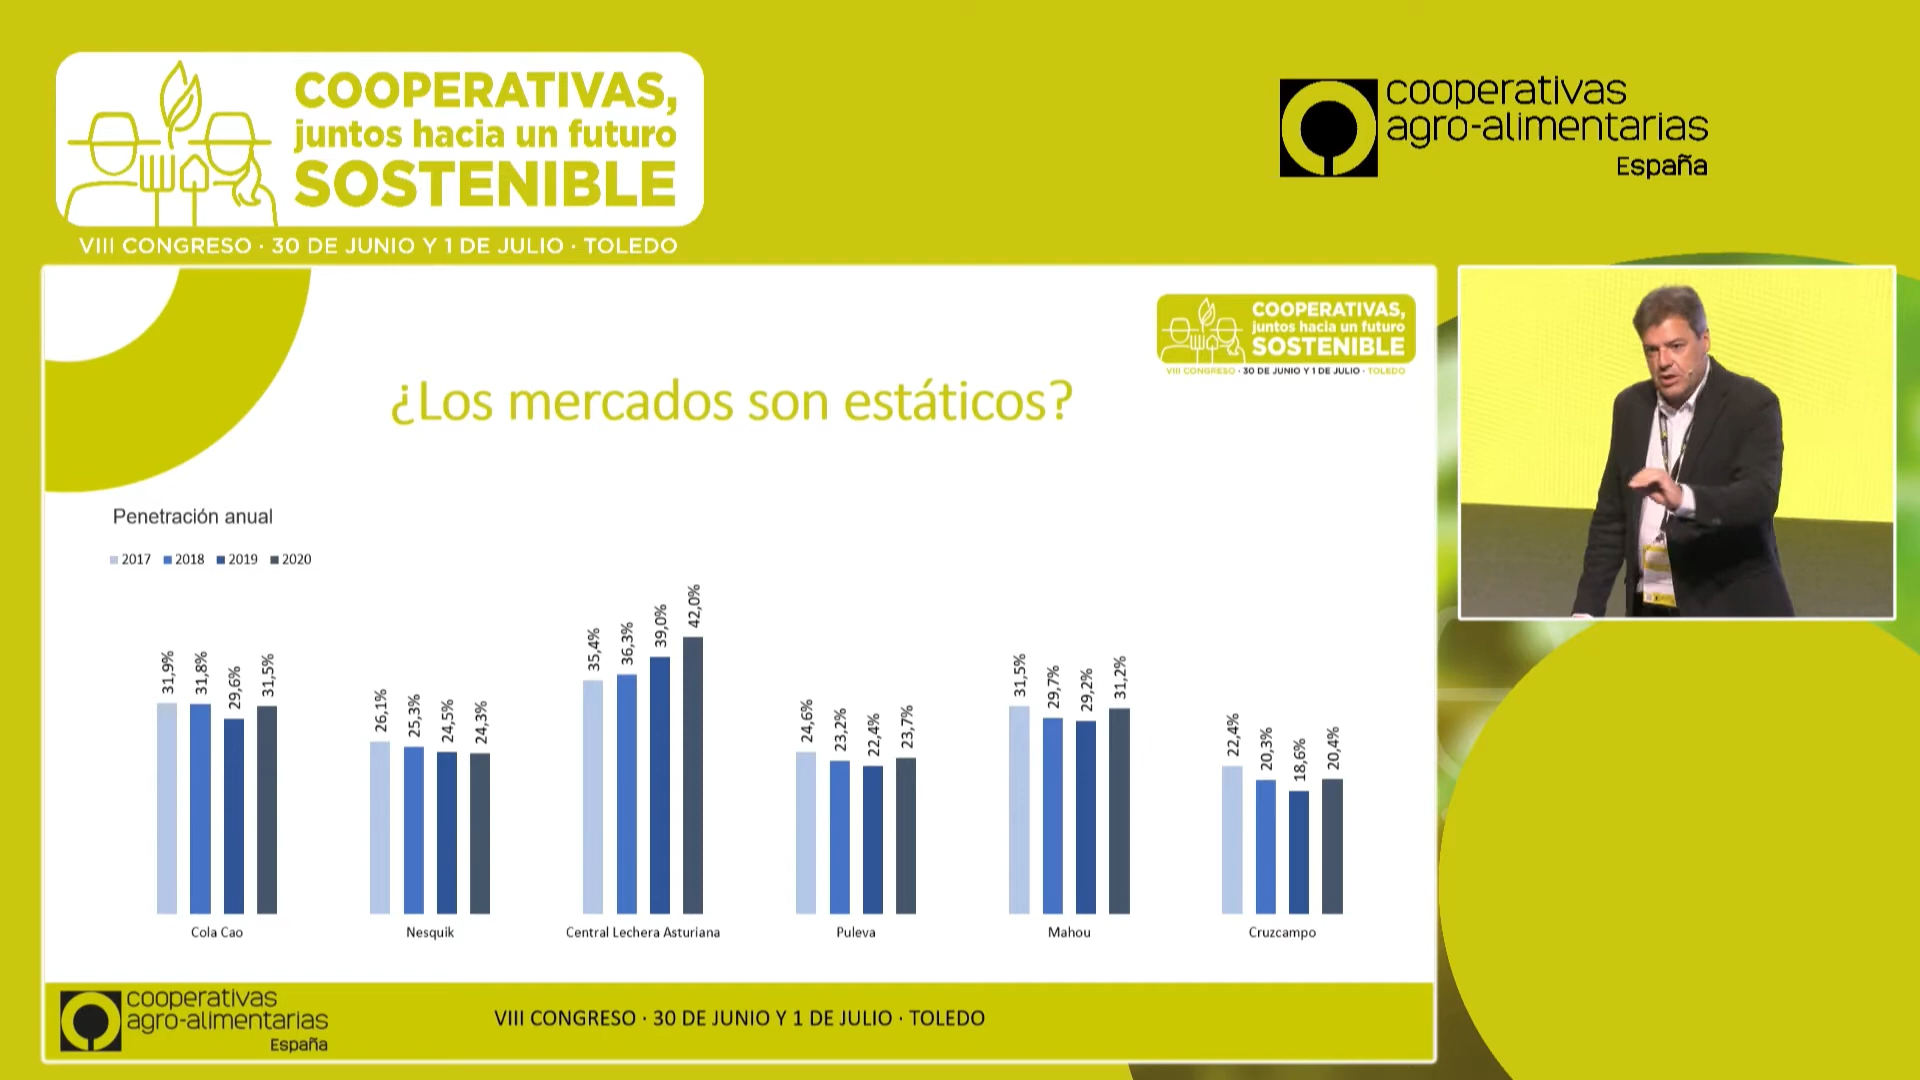 COOPERATIVAS,
juntos hacia un futuro
SOSTENIBLE
VIII CONGRESO · 30 DE JUNIO Y 1 DE JULIO · TOLEDO
cooperativas
agro-alimentarias
España
COOPERATIVAS,
juntos hacia un futuro
SOSTENIBLE
VIII CONGRESO · 30 DE JUNIO Y 1 DE JULIO · TOLEDO
¿Los mercados son estáticos?
Penetración anual
2017 2018 2019 2020
31,9% 31,8% 29,6% 31,5%
26,1% 25,3% 24,5% 24,3%
35,4% 36,3% 39,0% 42,0%
24,6% 23,2% 22,4% 23,7%
31,5% 29,7% 29,2% 31,2%
22,4% 20,3% 18,6% 20,4%
Cola Cao Nesquik Central Lechera Asturiana Puleva Mahou Cruzcampo
cooperativas
agro-alimentarias
España
VIII CONGRESO · 30 DE JUNIO Y 1 DE JULIO · TOLEDO